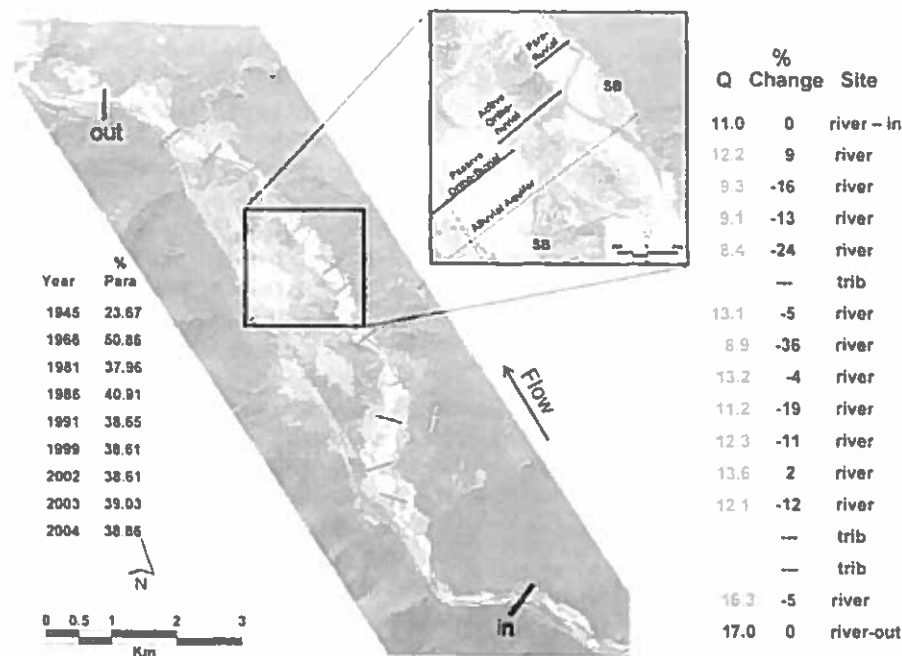 out
Para-
fluvial
SB
Active
Ortho-
fluvial
Passive
Alluvial Aquifer
SB
Flow
in
N
0 0.5 1 2 3
Km
%
Year Para
1945 23.67
1966 50.86
1981 37.96
1986 40.91
1991 38.65
1999 38.61
2002 38.61
2003 39.03
2004 38.86
%
Q Change Site
11.0 0 river – in
12.2 9 river
9.3 -16 river
9.1 -13 river
8.4 -24 river
--- trib
13.1 -5 river
8.9 -36 river
13.2 -4 river
11.2 -19 river
12.3 -11 river
13.6 2 river
12.1 -12 river
--- trib
--- trib
16.3 -5 river
17.0 0 river-out